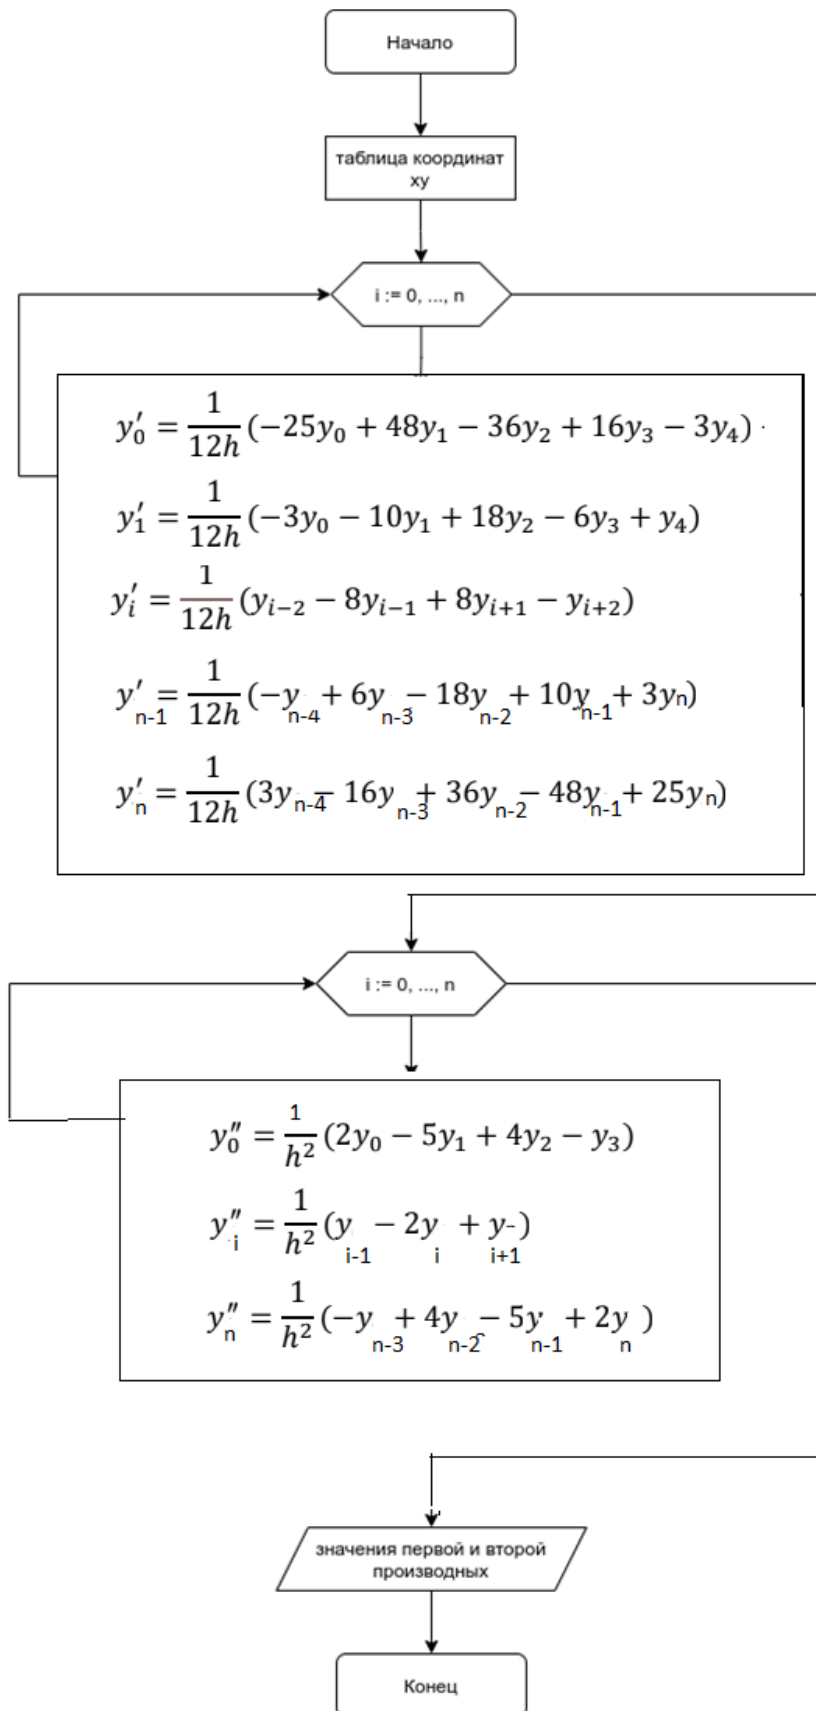 Начало
таблица координат
xy
i := 0, ..., n
y′₀ = 1/12h (−25y₀ + 48y₁ − 36y₂ + 16y₃ − 3y₄) .
y′₁ = 1/12h (−3y₀ − 10y₁ + 18y₂ − 6y₃ + y₄)
y′ᵢ = 1/12h (yᵢ₋₂ − 8yᵢ₋₁ + 8yᵢ₊₁ − yᵢ₊₂)
y′ₙ₋₁ = 1/12h (−yₙ₋₄ + 6yₙ₋₃ − 18yₙ₋₂ + 10yₙ₋₁ + 3yₙ)
y′ₙ = 1/12h (3yₙ₋₄ − 16yₙ₋₃ + 36yₙ₋₂ − 48yₙ₋₁ + 25yₙ)
i := 0, ..., n
y″₀ = 1/h² (2y₀ − 5y₁ + 4y₂ − y₃)
y″ᵢ = 1/h² (yᵢ₋₁ − 2yᵢ + yᵢ₊₁)
y″ₙ = 1/h² (−yₙ₋₃ + 4yₙ₋₂ − 5yₙ₋₁ + 2yₙ)
значения первой и второй
производных
Конец